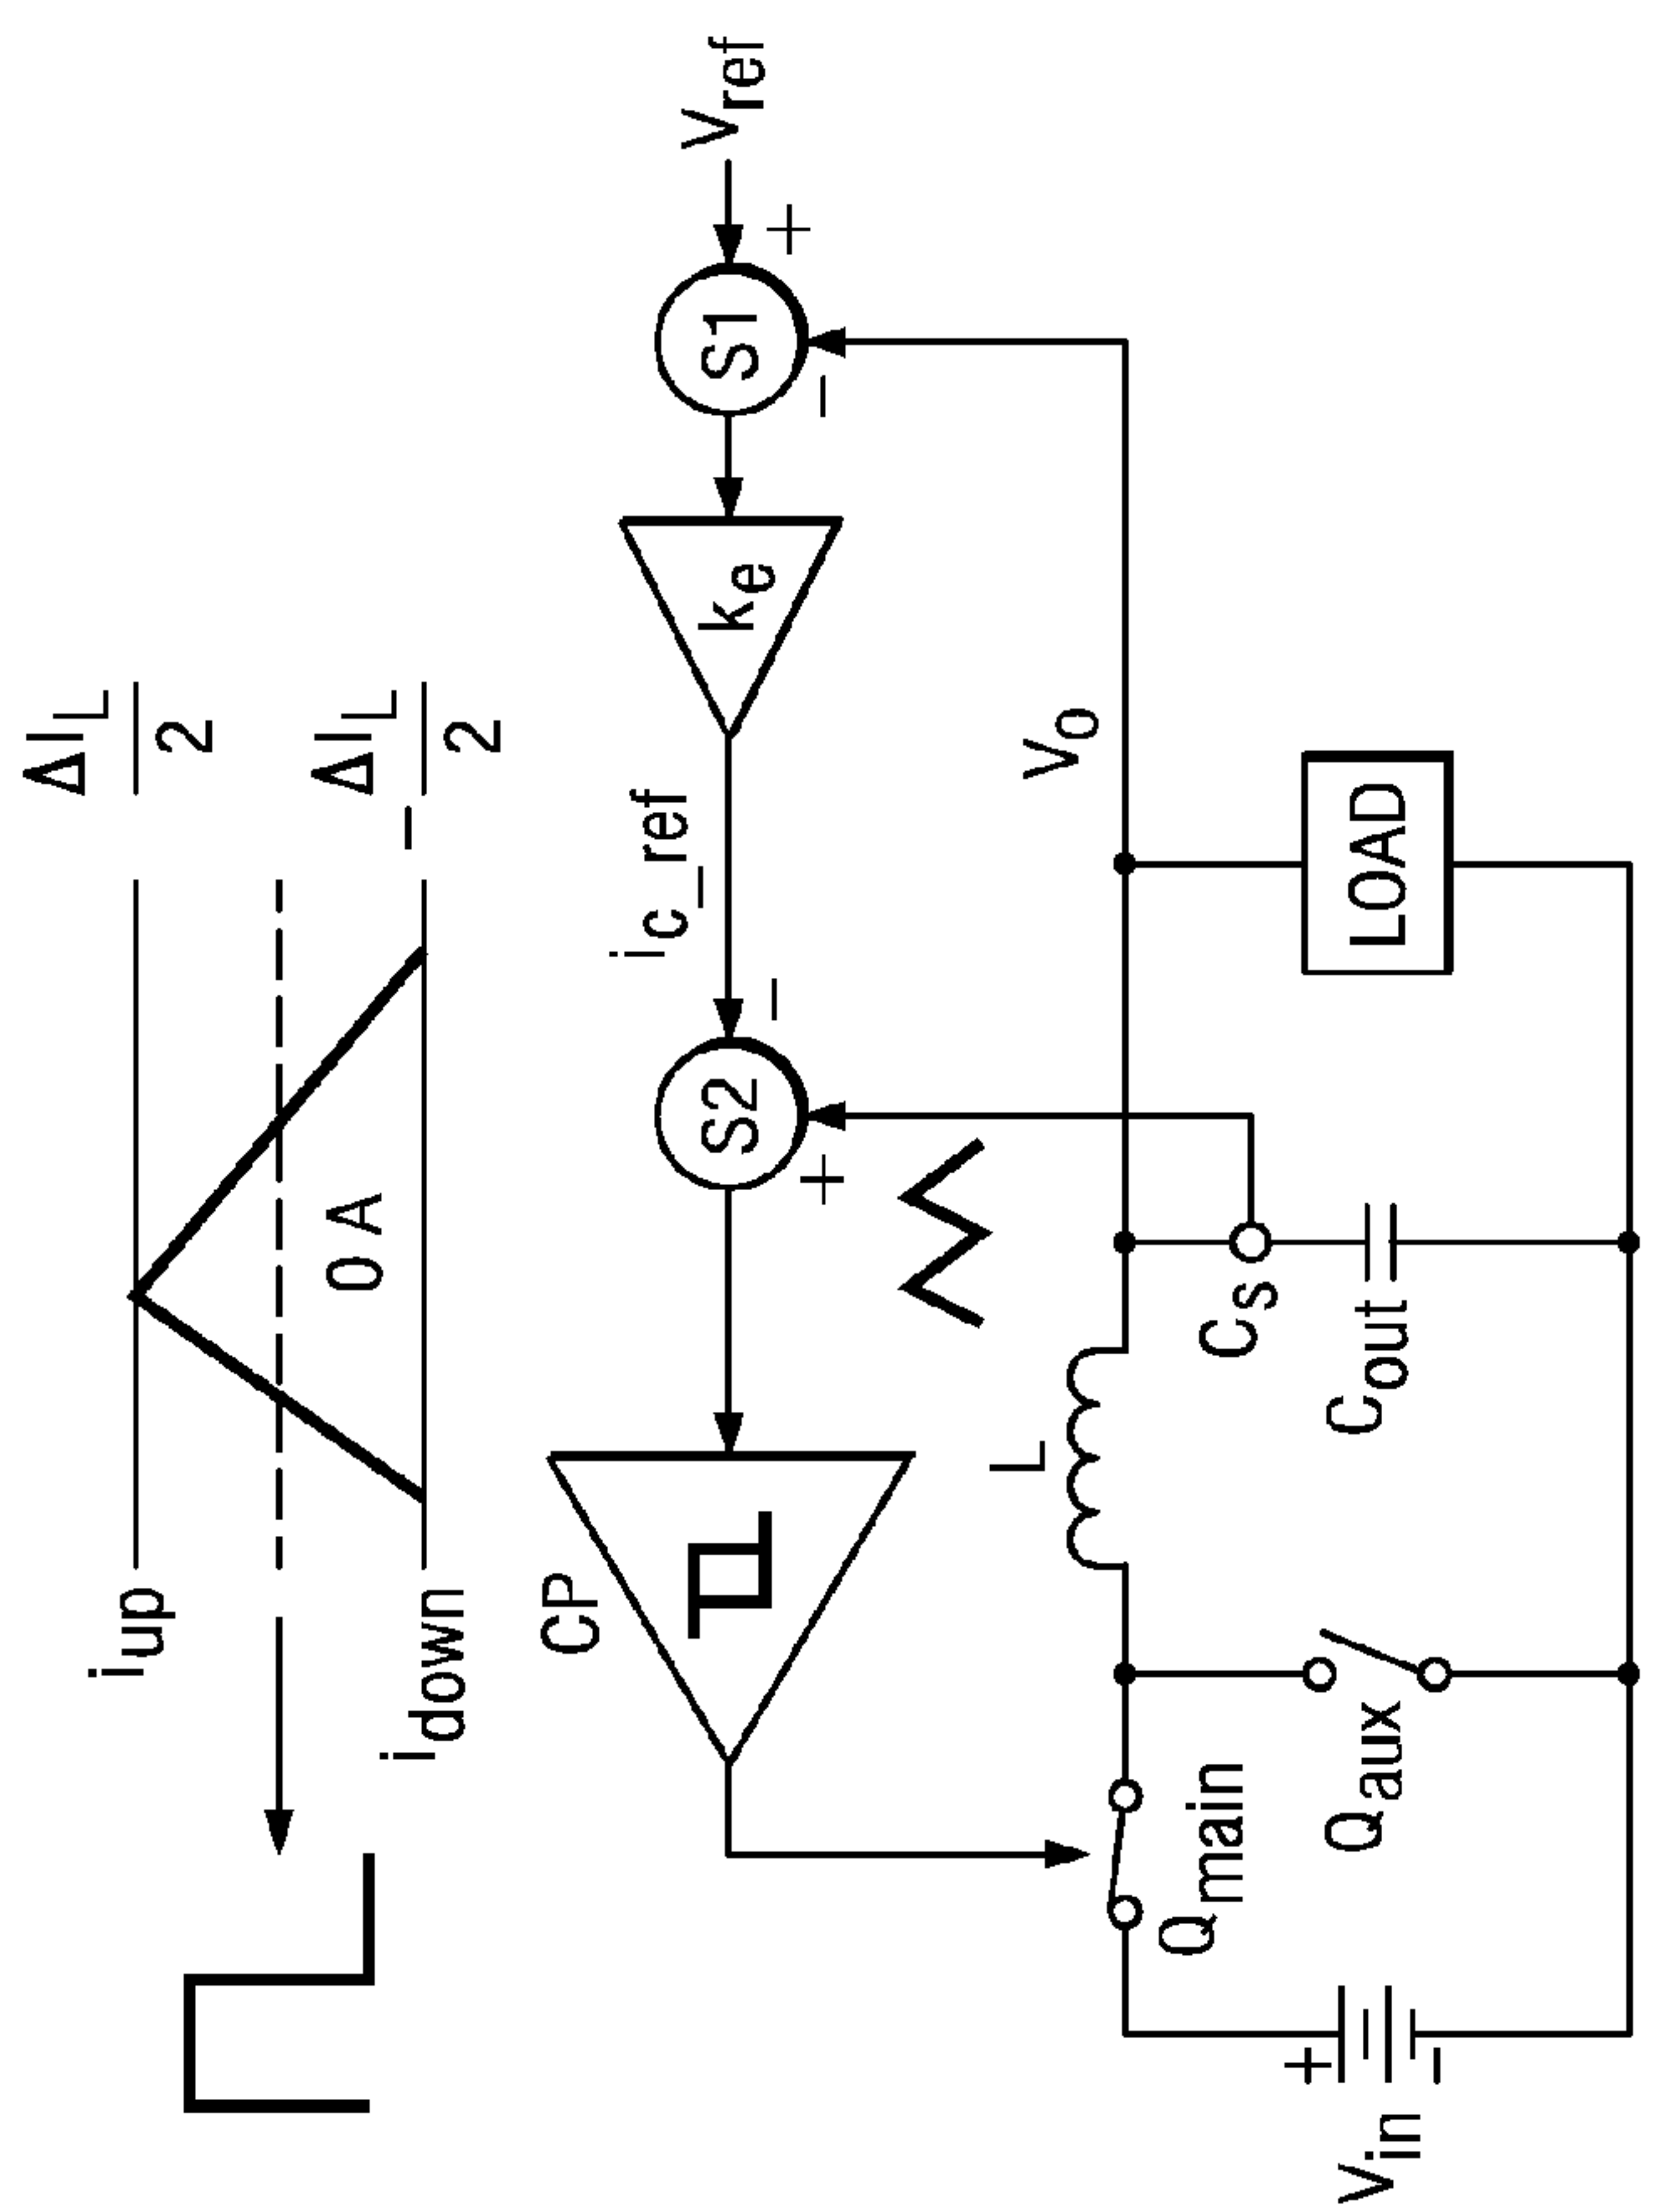 ΔI_L
2
i_up
0 A
−ΔI_L
2
i_down
CP
S2
+
−
i_c_ref
k_e
S1
−
+
V_ref
L
V_o
Q_main
C_s
Q_aux
C_out
LOAD
+
V_in
−